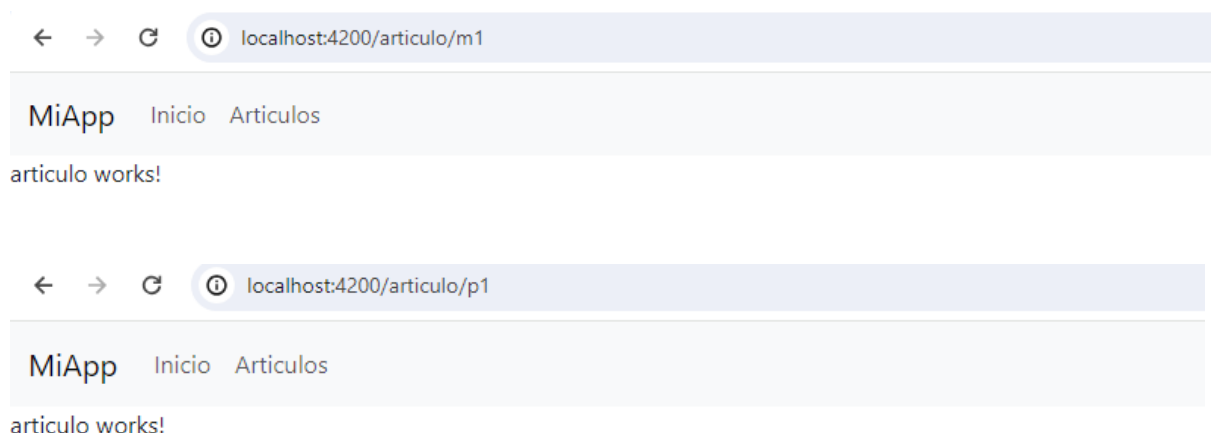 localhost:4200/articulo/m1
MiApp Inicio Articulos
articulo works!
localhost:4200/articulo/p1
MiApp Inicio Articulos
articulo works!